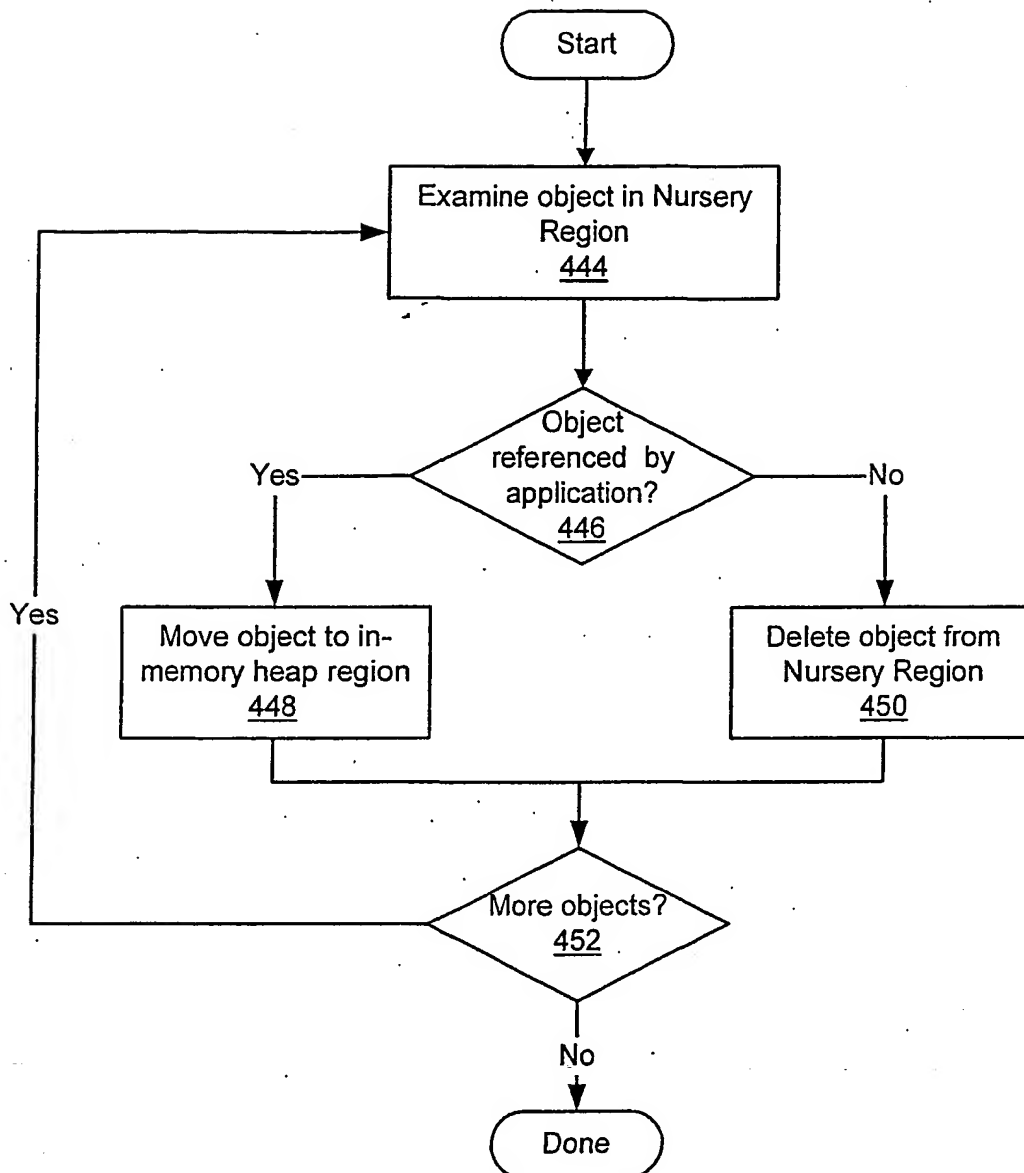 Start
Examine object in Nursery
Region
444
Object
referenced by
application?
446
Yes
No
Yes
Move object to in-
memory heap region
448
Delete object from
Nursery Region
450
More objects?
452
No
Done